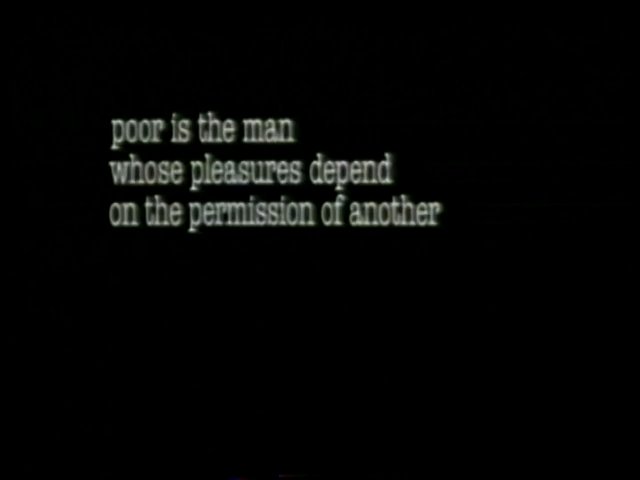 poor is the man
whose pleasures depend
on the permission of another